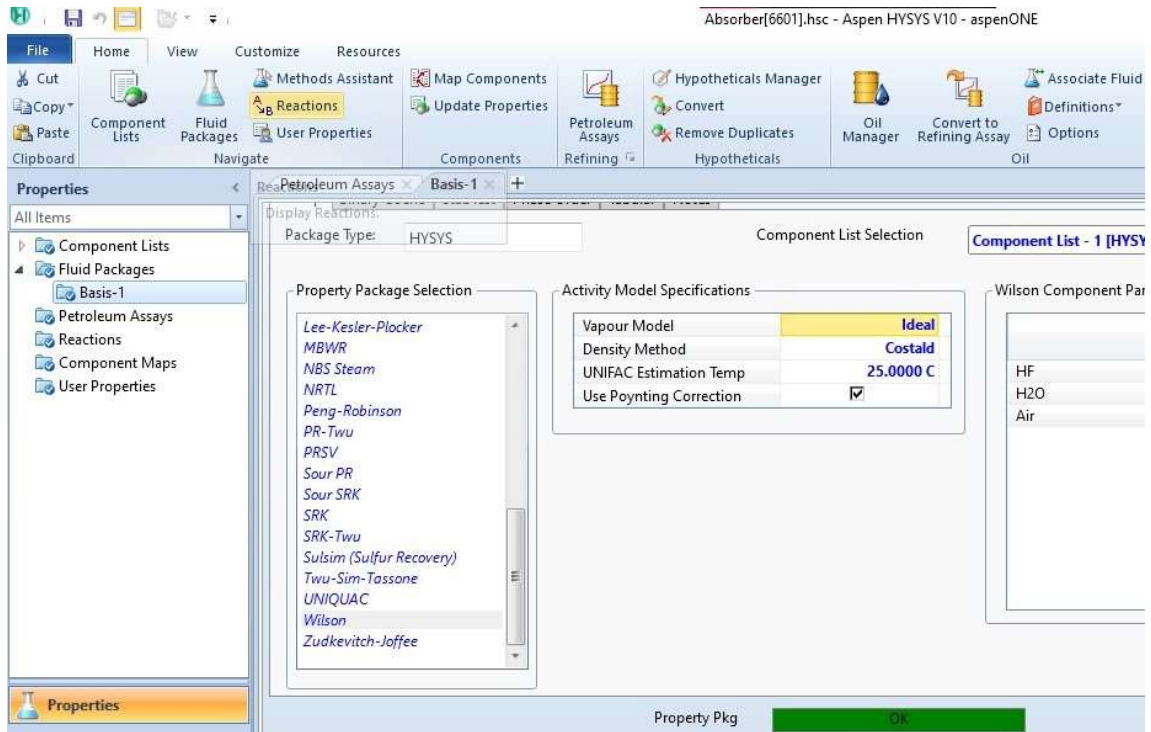 Absorber[6601].hsc - Aspen HYSYS V10 - aspenONE
File Home View Customize Resources
Cut
Copy
Paste
Clipboard
Component Lists
Fluid Packages
Methods Assistant
Reactions
User Properties
Navigate
Map Components
Update Properties
Components
Petroleum Assays
Refining
Hypotheticals Manager
Convert
Remove Duplicates
Hypotheticals
Oil Manager
Convert to Refining Assay
Associate Fluid
Definitions
Options
Oil
Properties
All Items
Component Lists
Fluid Packages
Basis-1
Petroleum Assays
Reactions
Component Maps
User Properties
Properties
Petroleum Assays Basis-1 +
Display Reactions.
Package Type: HYSYS
Component List Selection
Component List - 1 [HYSY
Property Package Selection
Lee-Kesler-Plocker
MBWR
NBS Steam
NRTL
Peng-Robinson
PR-Twu
PRSV
Sour PR
Sour SRK
SRK
SRK-Twu
Sulsim (Sulfur Recovery)
Twu-Sim-Tassone
UNIQUAC
Wilson
Zudkevitch-Joffee
Activity Model Specifications
Vapour Model Ideal
Density Method Costald
UNIFAC Estimation Temp 25.0000 C
Use Poynting Correction
Wilson Component Par
HF
H2O
Air
Property Pkg OK